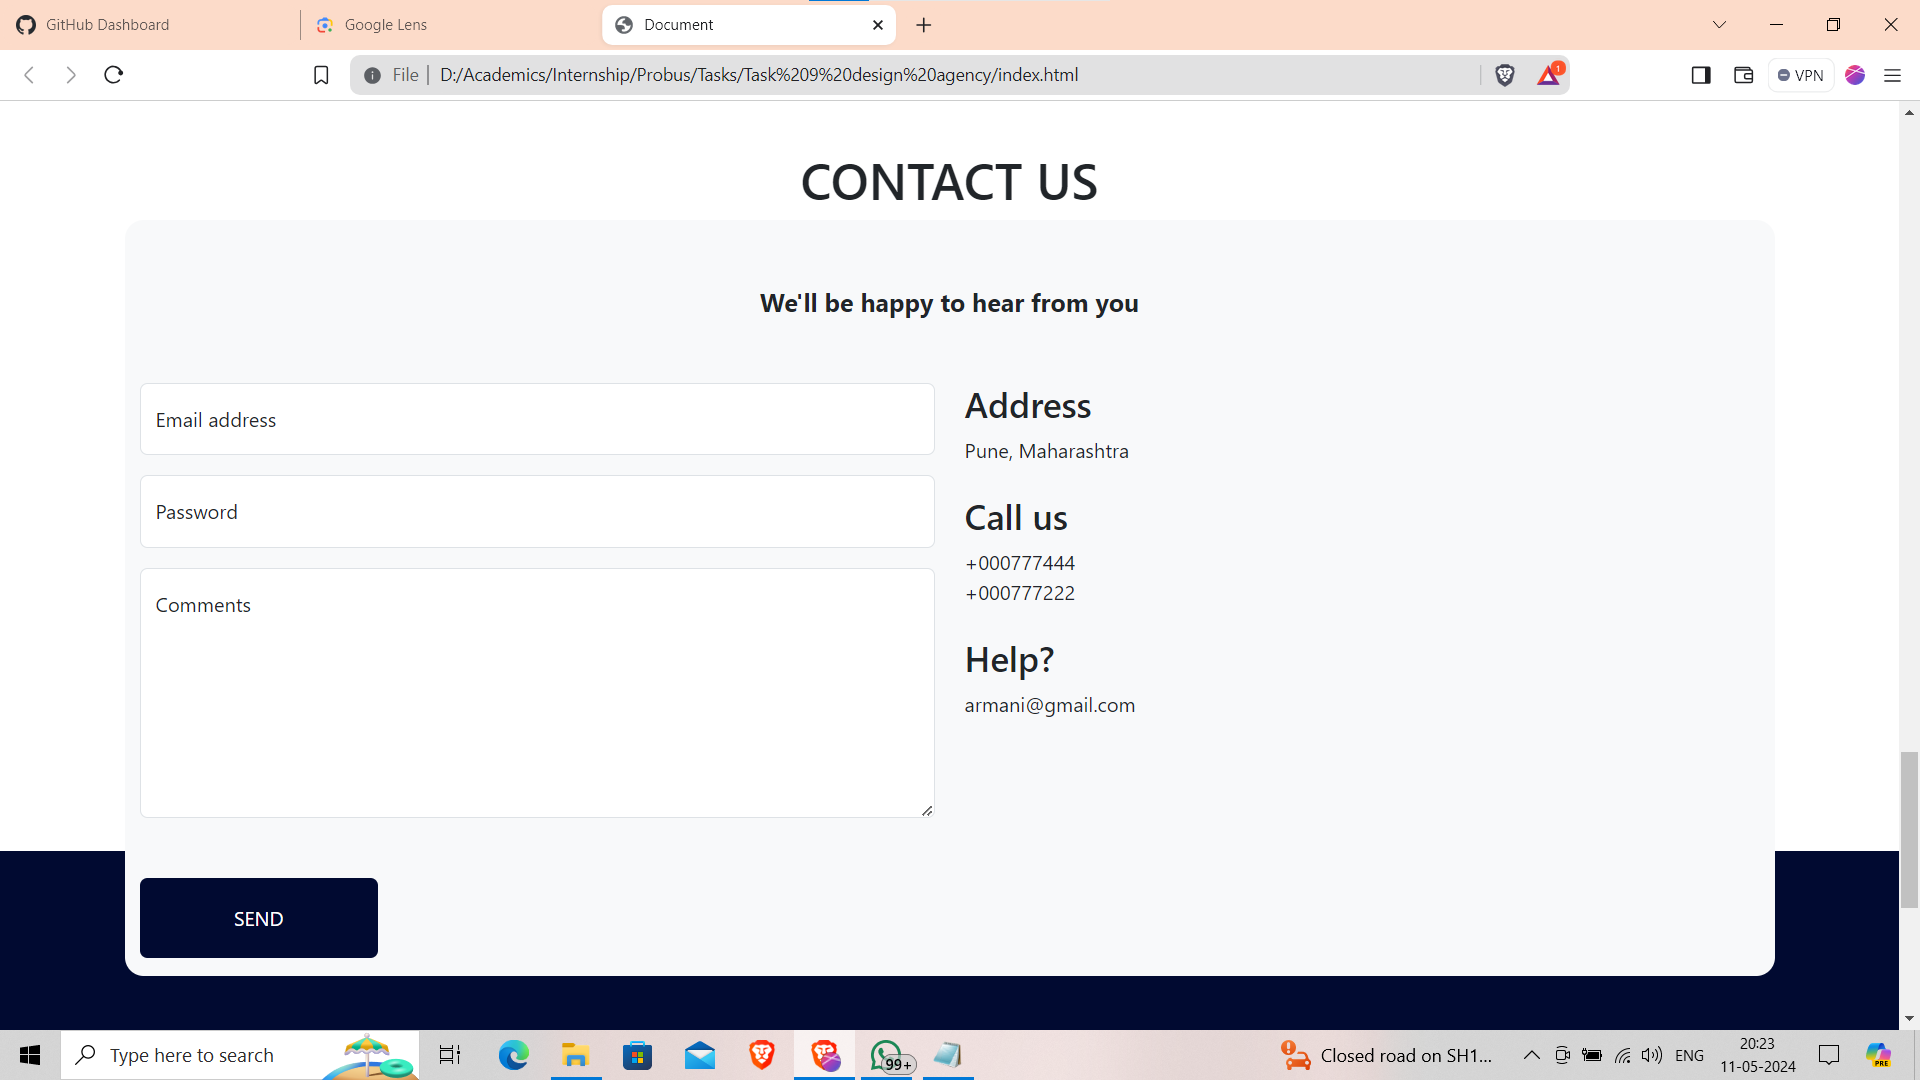 GitHub Dashboard
Google Lens
Document
File
D:/Academics/Internship/Probus/Tasks/Task%209%20design%20agency/index.html
1
VPN
CONTACT US
We'll be happy to hear from you
Email address
Password
Comments
SEND
Address
Pune, Maharashtra
Call us
+000777444
+000777222
Help?
armani@gmail.com
Type here to search
99+
Closed road on SH1...
ENG
20:23
11-05-2024
PRE